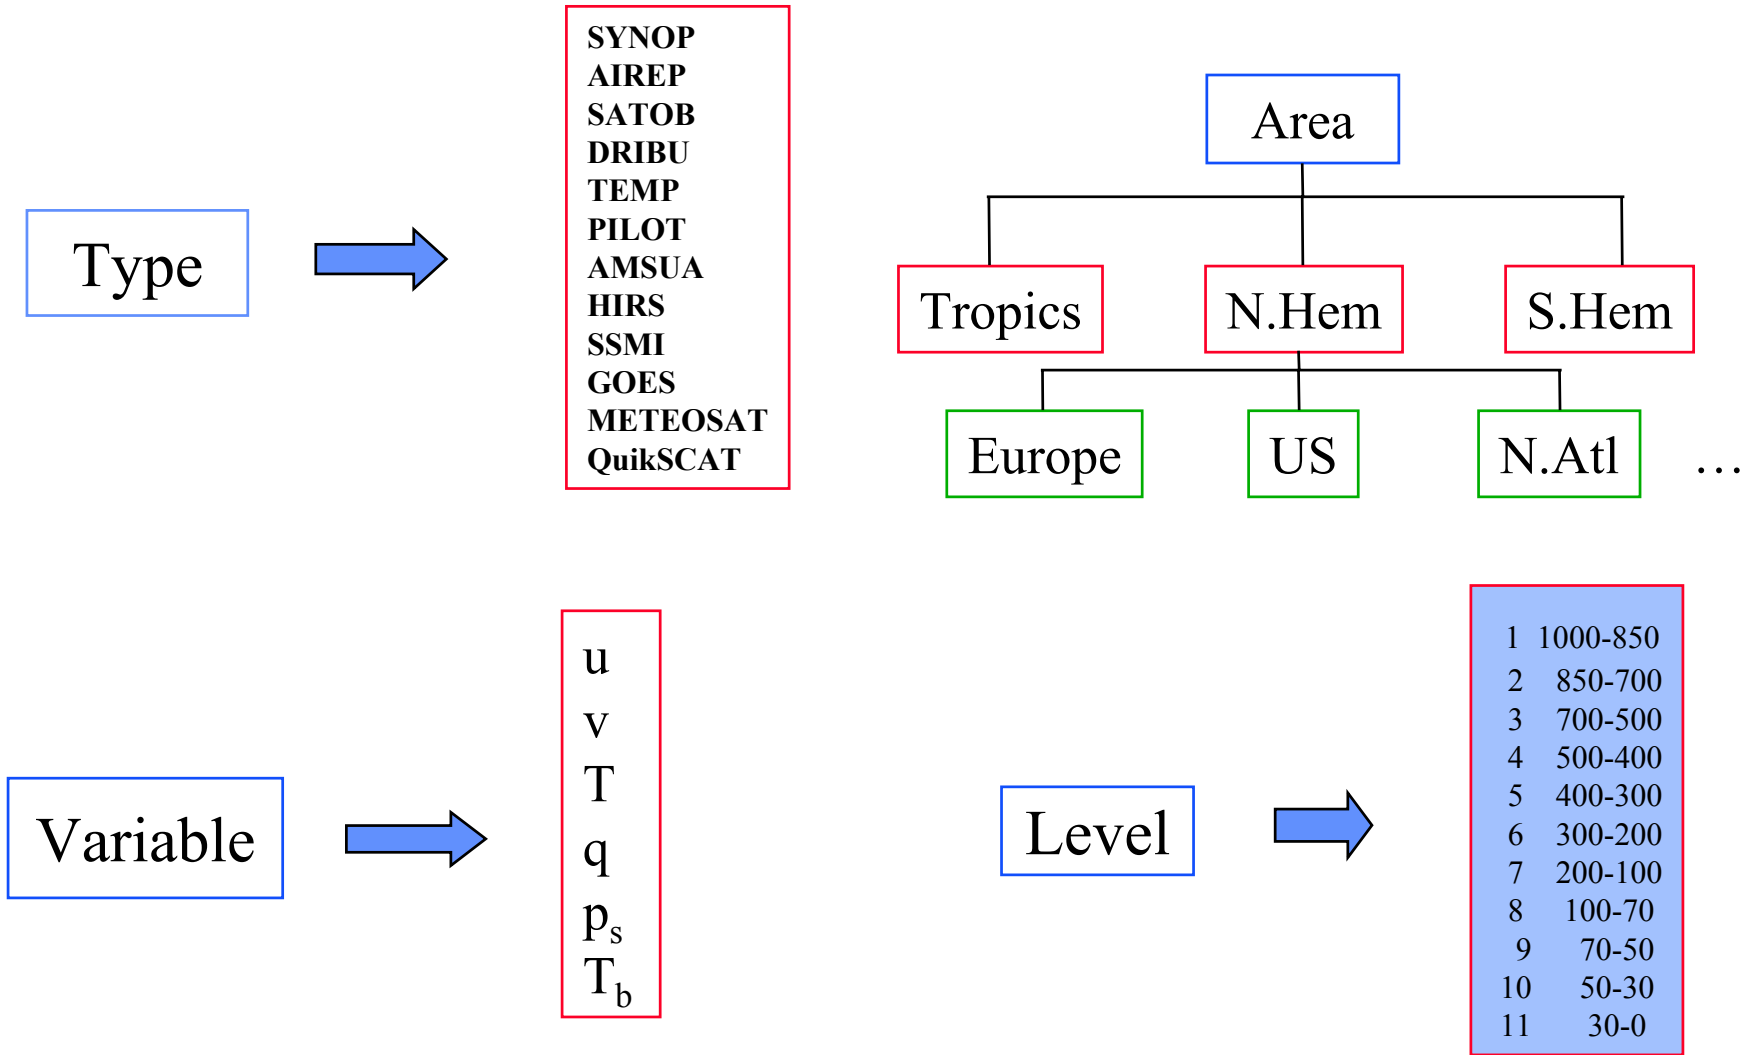 Type
SYNOP
AIREP
SATOB
DRIBU
TEMP
PILOT
AMSUA
HIRS
SSMI
GOES
METEOSAT
QuikSCAT
Area
Tropics N.Hem S.Hem
Europe US N.Atl …
Variable
u
v
T
q
pₛ
T_b
Level
1 1000-850
2 850-700
3 700-500
4 500-400
5 400-300
6 300-200
7 200-100
8 100-70
9 70-50
10 50-30
11 30-0